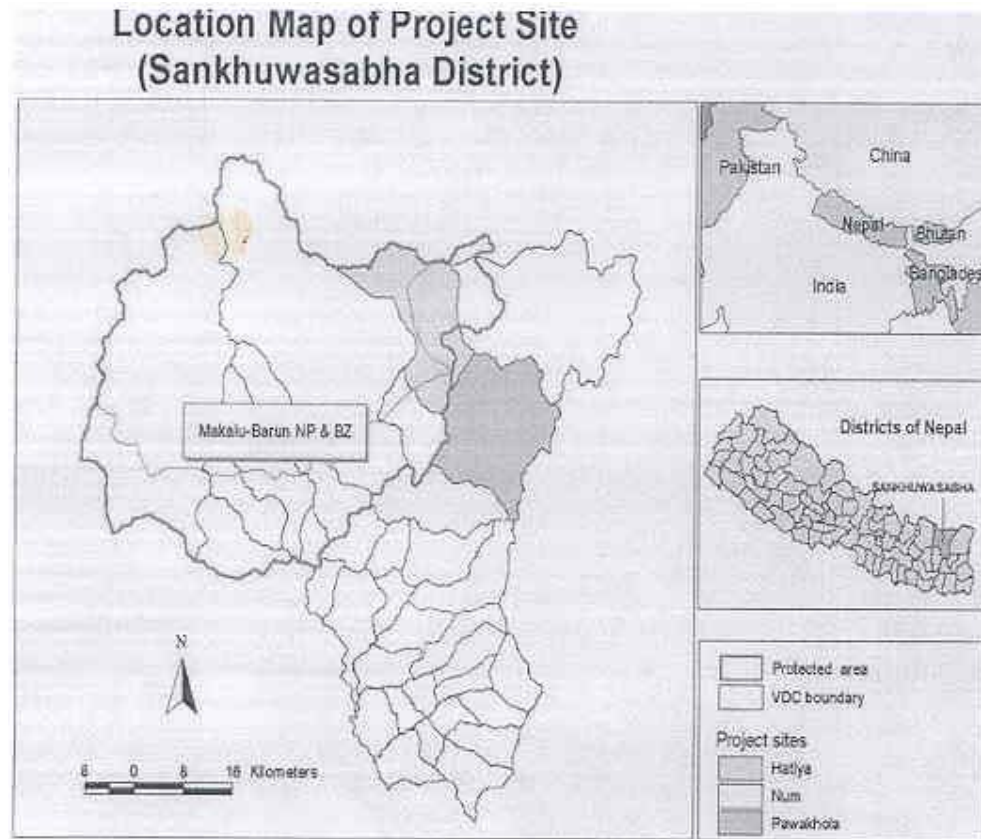 Location Map of Project Site
(Sankhuwasabha District)
Makalu-Barun NP & BZ
N
8 0 8 16 Kilometers
Pakistan
China
Nepal
Bhutan
India
Banglades
Districts of Nepal
SANKHUWASABHA
Protected area
VDC boundary
Project sites
Hatiya
Num
Pawakhola